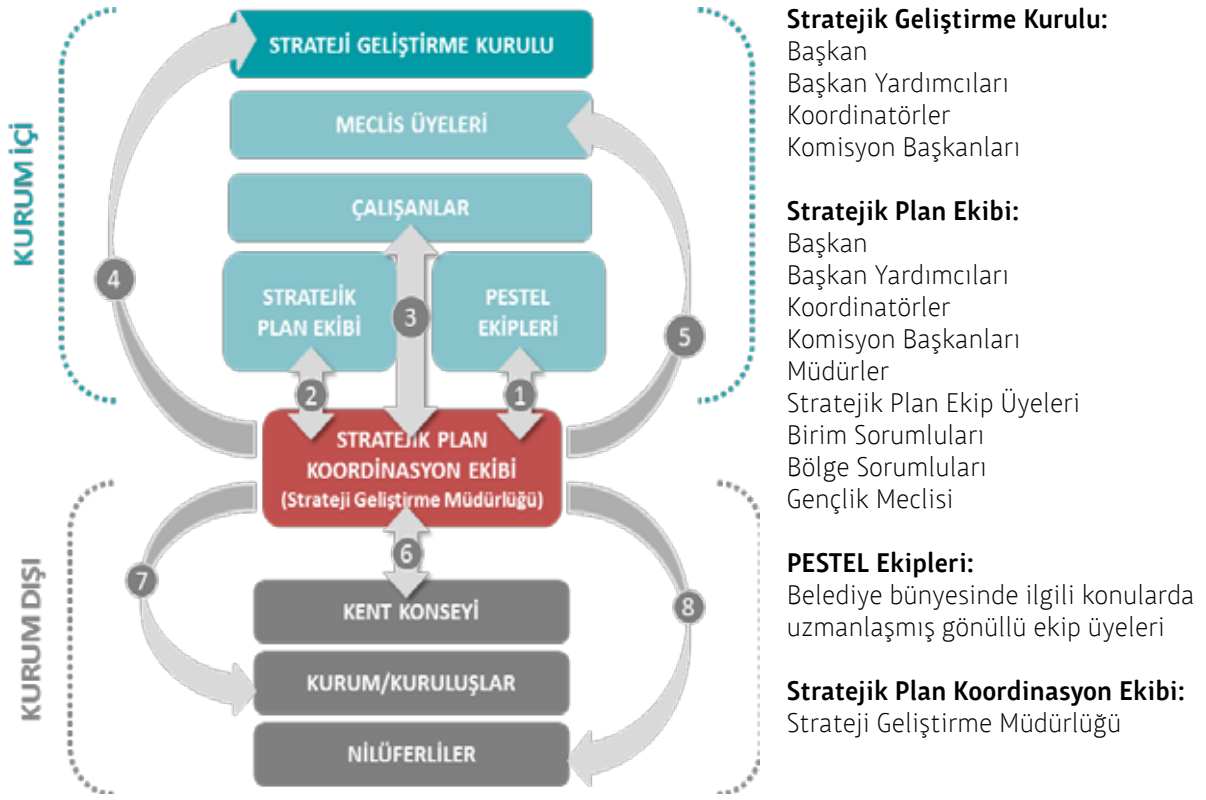 KURUM İÇİ
STRATEJİ GELİŞTİRME KURULU
MECLİS ÜYELERİ
ÇALIŞANLAR
STRATEJİK
PLAN EKİBİ
PESTEL
EKİPLERİ
4
3
5
2
1
STRATEJİK PLAN
KOORDİNASYON EKİBİ
(Strateji Geliştirme Müdürlüğü)
KURUM DIŞI
6
7
8
KENT KONSEYİ
KURUM/KURULUŞLAR
NİLÜFERLİLER
Stratejik Geliştirme Kurulu:
Başkan
Başkan Yardımcıları
Koordinatörler
Komisyon Başkanları
Stratejik Plan Ekibi:
Başkan
Başkan Yardımcıları
Koordinatörler
Komisyon Başkanları
Müdürler
Stratejik Plan Ekip Üyeleri
Birim Sorumluları
Bölge Sorumluları
Gençlik Meclisi
PESTEL Ekipleri:
Belediye bünyesinde ilgili konularda
uzmanlaşmış gönüllü ekip üyeleri
Stratejik Plan Koordinasyon Ekibi:
Strateji Geliştirme Müdürlüğü